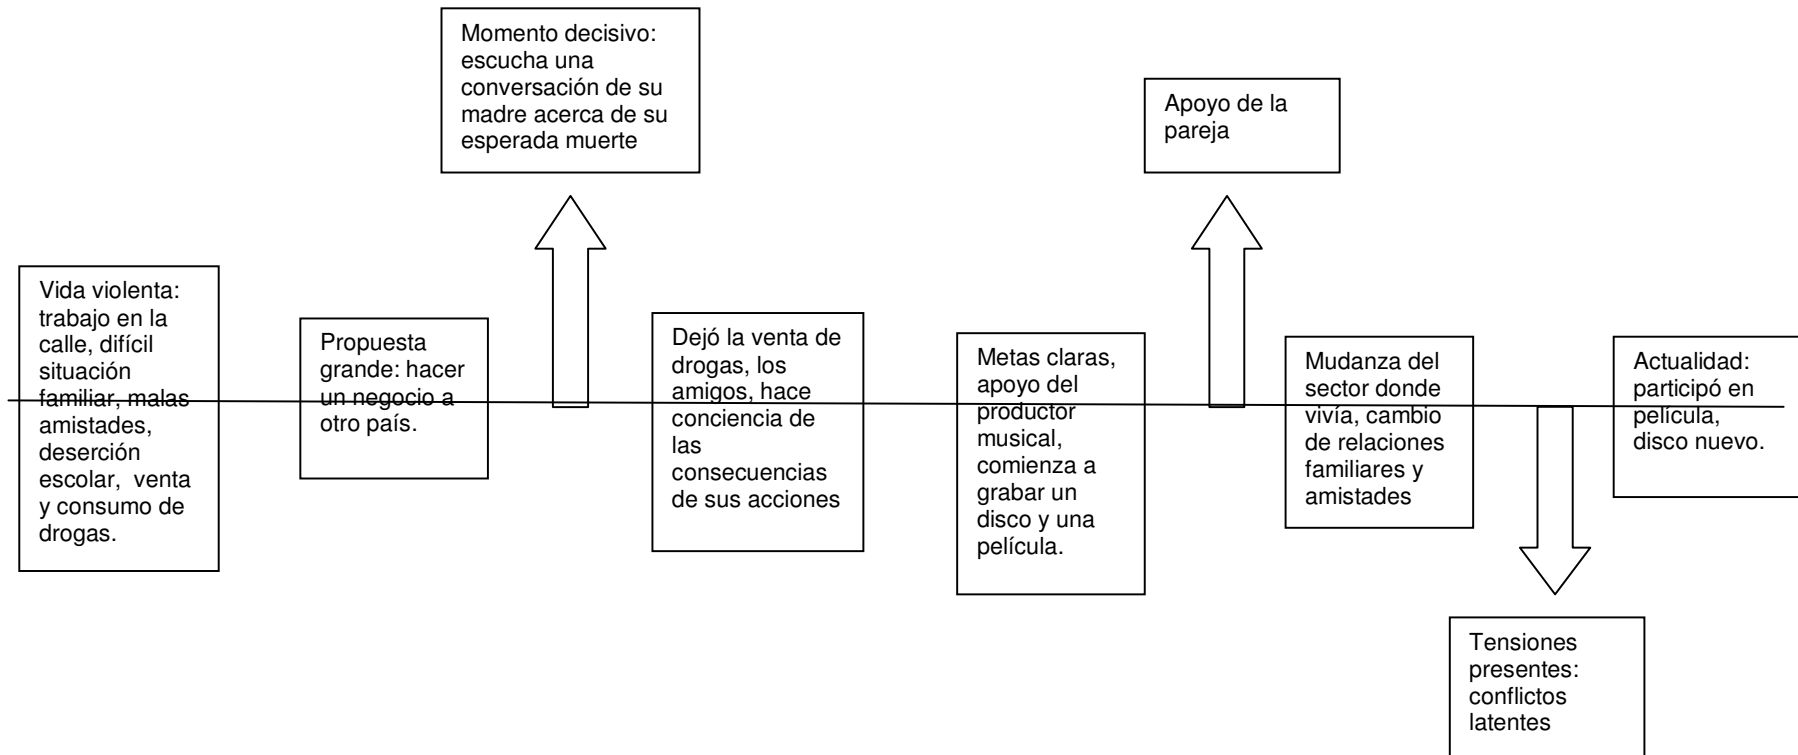 Momento decisivo:
escucha una
conversación de su
madre acerca de su
esperada muerte
Apoyo de la
pareja
Vida violenta:
trabajo en la
calle, difícil
situación
familiar, malas
amistades,
deserción
escolar, venta
y consumo de
drogas.
Propuesta
grande: hacer
un negocio a
otro país.
Dejó la venta de
drogas, los
amigos, hace
conciencia de
las
consecuencias
de sus acciones
Metas claras,
apoyo del
productor
musical,
comienza a
grabar un
disco y una
película.
Mudanza del
sector donde
vivía, cambio
de relaciones
familiares y
amistades
Actualidad:
participó en
película,
disco nuevo.
Tensiones
presentes:
conflictos
latentes